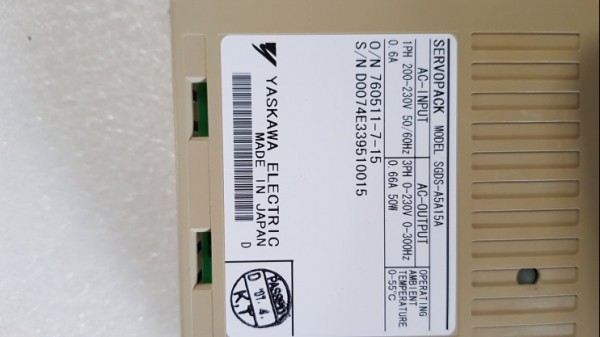 SERVOPACK MODEL SGDS-A5A15A
AC-INPUT AC-OUTPUT OPERATING AMBIENT TEMPERATURE
1PH 200-230V 50/60Hz 3PH 0-230V 0-300Hz 0-55°C
0.6A 0.66A 50W
O/N 760511-7-15
S/N D0074E339510015
YASKAWA ELECTRIC
MADE IN JAPAN D
PASSED
D '07.4.
K.T